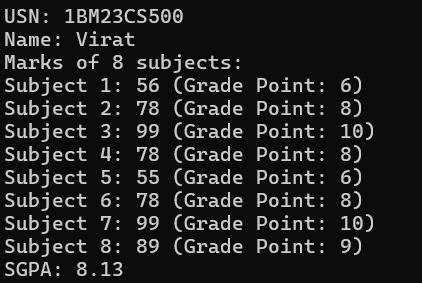 USN: 1BM23CS500
Name: Virat
Marks of 8 subjects:
Subject 1: 56 (Grade Point: 6)
Subject 2: 78 (Grade Point: 8)
Subject 3: 99 (Grade Point: 10)
Subject 4: 78 (Grade Point: 8)
Subject 5: 55 (Grade Point: 6)
Subject 6: 78 (Grade Point: 8)
Subject 7: 99 (Grade Point: 10)
Subject 8: 89 (Grade Point: 9)
SGPA: 8.13